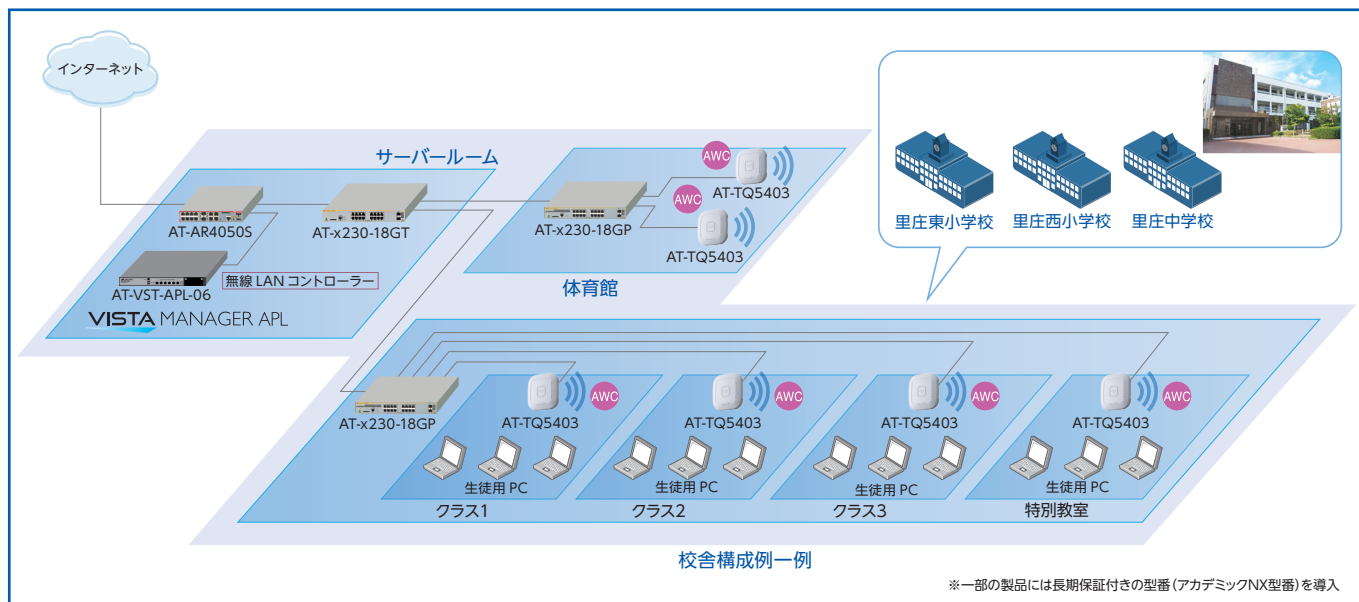 インターネット
サーバールーム
AT-AR4050S
AT-x230-18GT
AT-VST-APL-06
無線 LAN コントローラー
VISTA MANAGER APL
AWC
AT-TQ5403
AWC
AT-x230-18GP
AT-TQ5403
体育館
里庄東小学校
里庄西小学校
里庄中学校
AT-x230-18GP
AWC
AT-TQ5403
生徒用 PC
クラス1
AWC
AT-TQ5403
生徒用 PC
クラス2
AWC
AT-TQ5403
生徒用 PC
クラス3
AWC
AT-TQ5403
生徒用 PC
特別教室
校舎構成例一例
※一部の製品には長期保証付きの型番(アカデミックNX型番)を導入